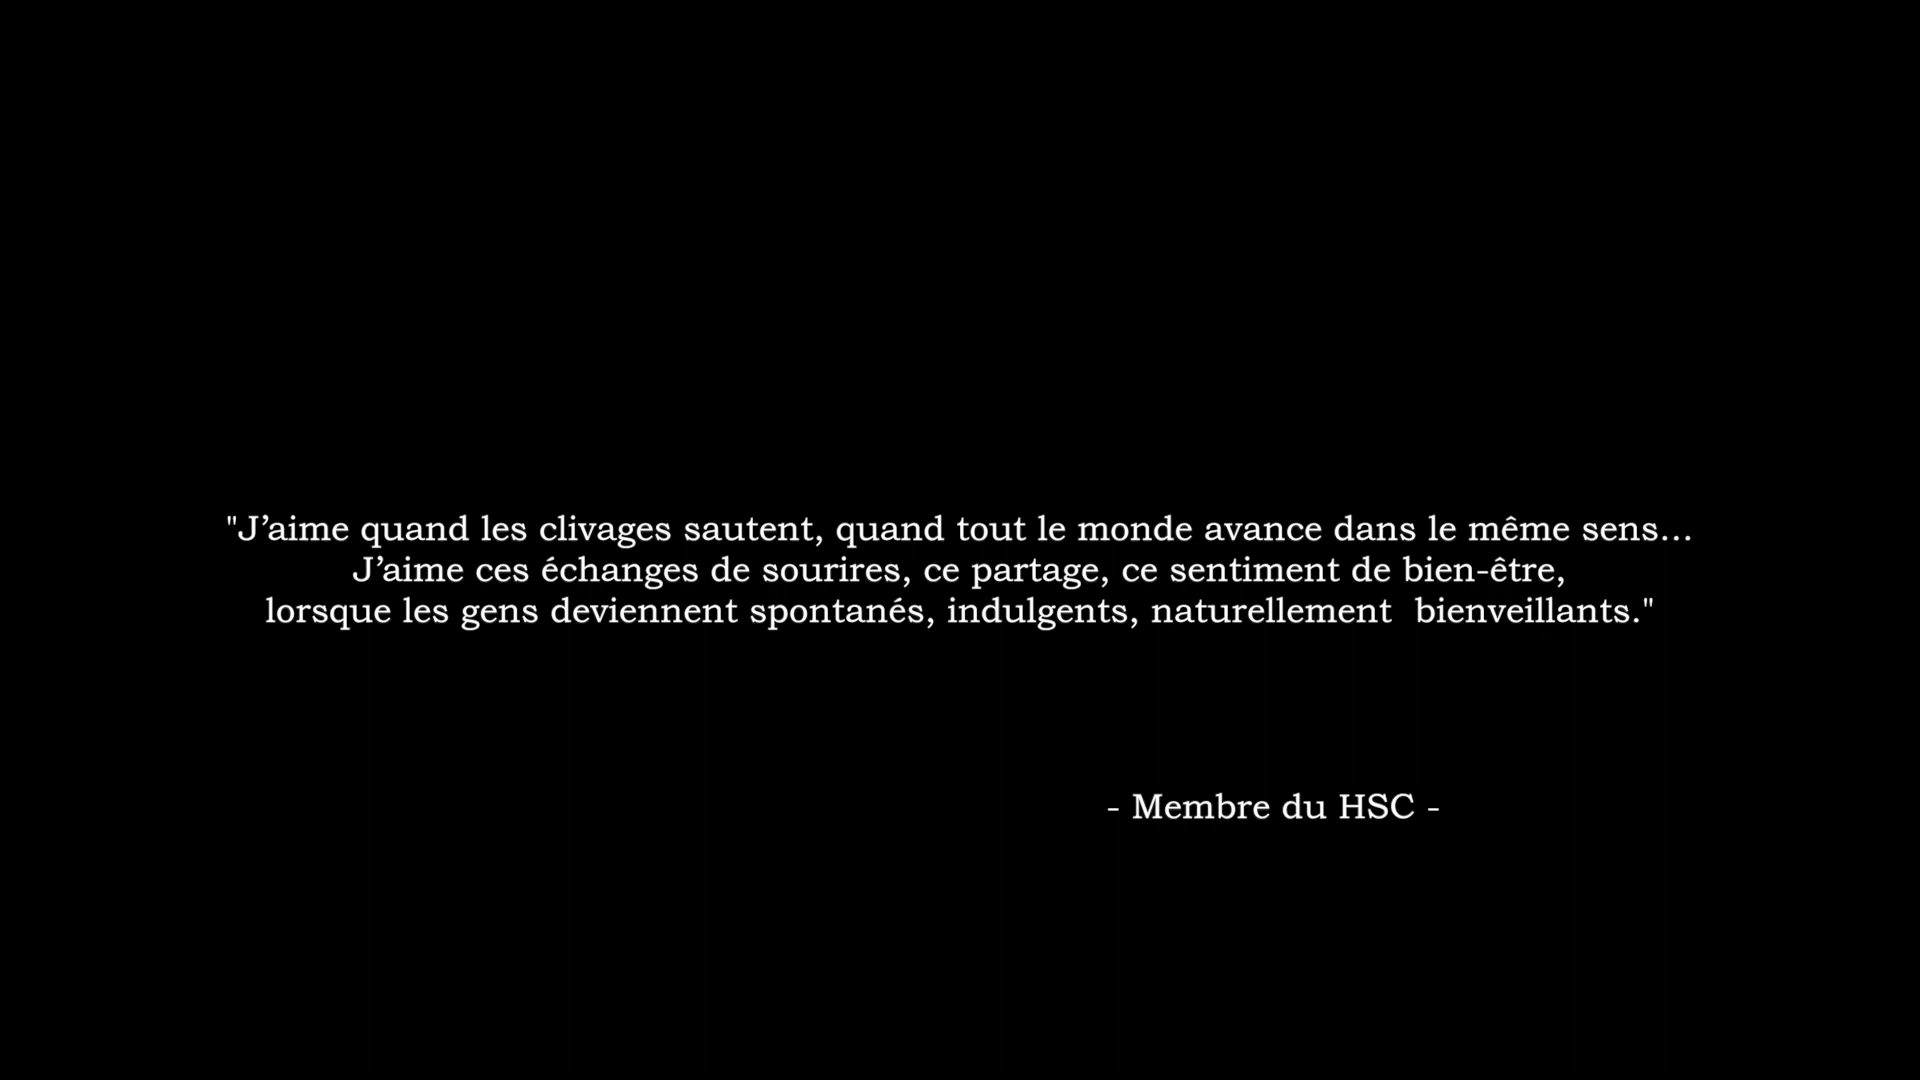 "J’aime quand les clivages sautent, quand tout le monde avance dans le même sens...
J’aime ces échanges de sourires, ce partage, ce sentiment de bien-être,
lorsque les gens deviennent spontanés, indulgents, naturellement  bienveillants."
- Membre du HSC -